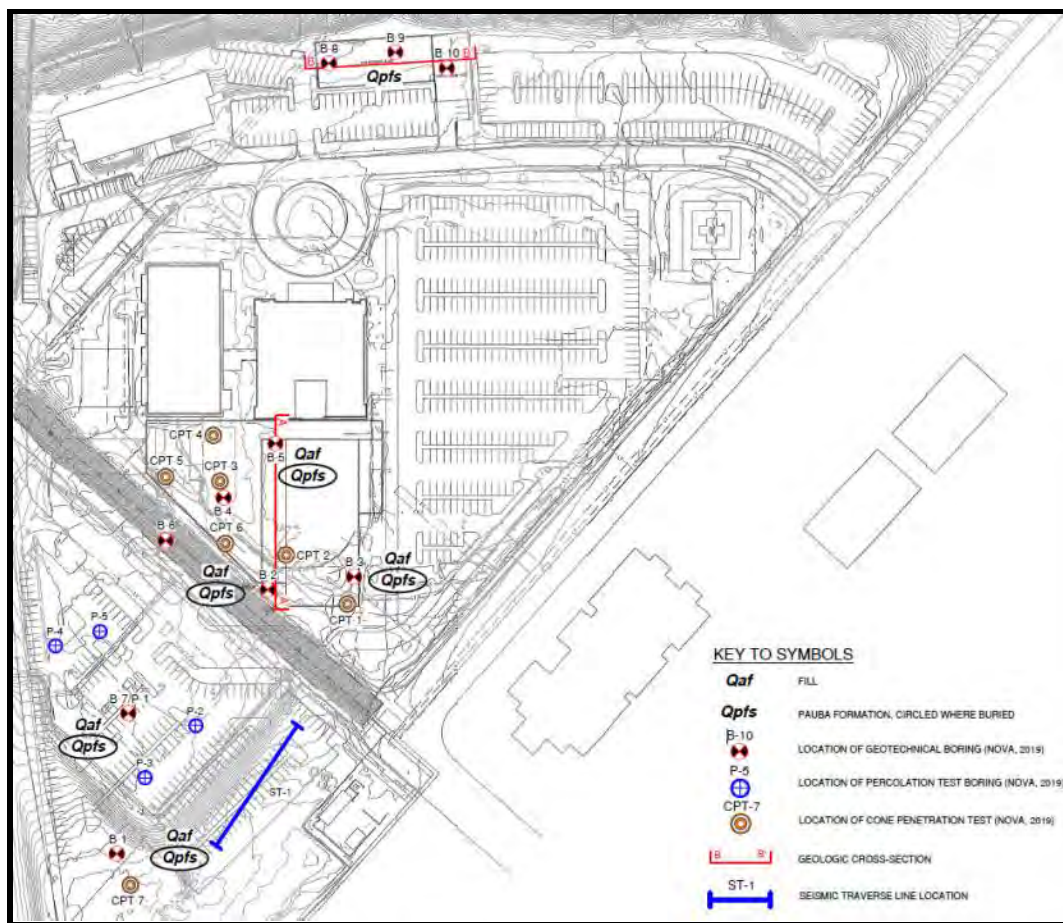 B 8
B 9
B 10
B
B'
Qpfs
CPT 4
CPT 5
CPT 3
B 4
A
B-5
Qaf
Qpfs
B 6
CPT 6
CPT 2
Qaf
Qpfs
B 2
B 3
Qaf
Qpfs
A'
CPT 1
P-4
P-5
B 7/P 1
P-2
Qaf
Qpfs
P-3
ST-1
B 1
Qaf
Qpfs
CPT 7
KEY TO SYMBOLS
Qaf FILL
Qpfs PAUBA FORMATION, CIRCLED WHERE BURIED
B-10
LOCATION OF GEOTECHNICAL BORING (NOVA, 2019)
P-5
LOCATION OF PERCOLATION TEST BORING (NOVA, 2019)
CPT-7
LOCATION OF CONE PENETRATION TEST (NOVA, 2019)
B B' GEOLOGIC CROSS-SECTION
ST-1
SEISMIC TRAVERSE LINE LOCATION